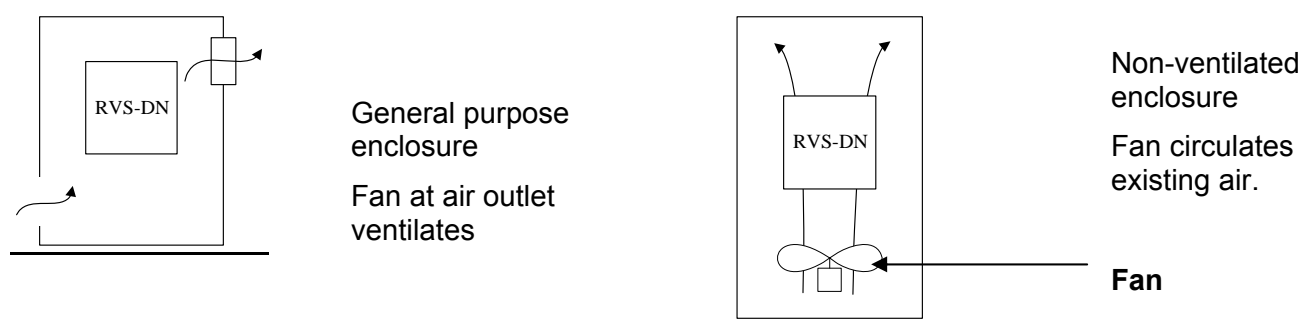 RVS-DN
General purpose
enclosure
Fan at air outlet
ventilates
RVS-DN
Non-ventilated
enclosure
Fan circulates
existing air.
Fan